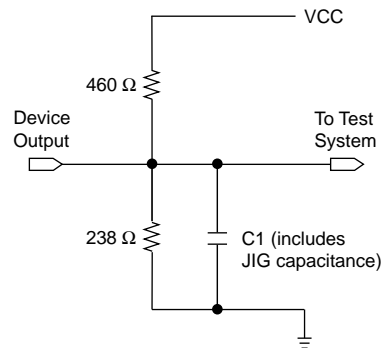 VCC
460 Ω
Device
Output
To Test
System
238 Ω
C1 (includes
JIG capacitance)